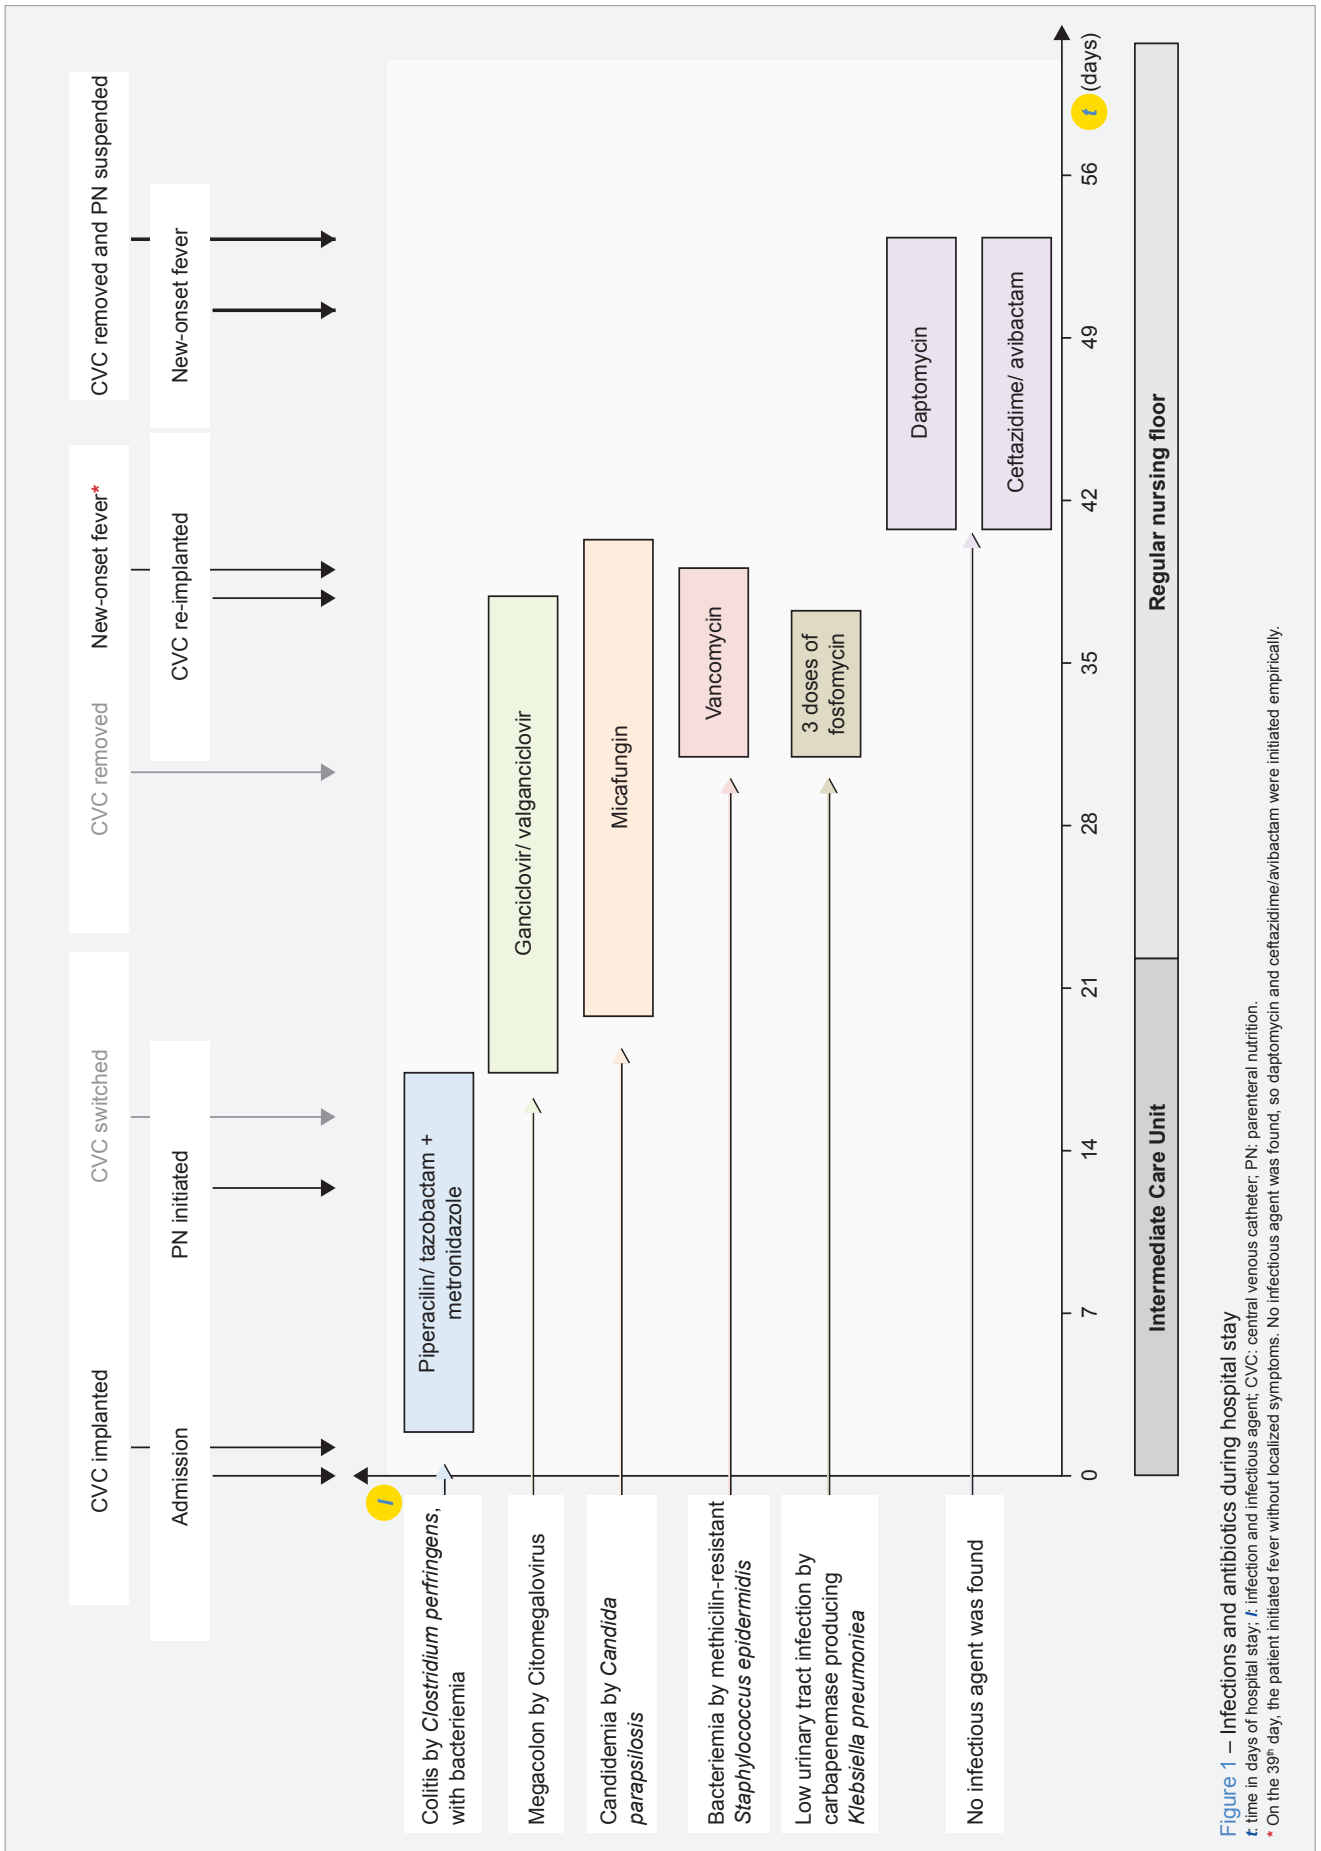 CVC implanted
CVC switched
CVC removed
New-onset fever*
CVC removed and PN suspended
Admission
PN initiated
CVC re-implanted
New-onset fever
I
Colitis by Clostridium perfringens,
with bacteriemia
Piperacilin/ tazobactam +
metronidazole
Megacolon by Citomegalovirus
Ganciclovir/ valganciclovir
Candidemia by Candida
parapsilosis
Micafungin
Bacteriemia by methicilin-resistant
Staphylococcus epidermidis
Vancomycin
Low urinary tract infection by
carbapenemase producing
Klebsiella pneumoniea
3 doses of
fosfomycin
No infectious agent was found
Daptomycin
Ceftazidime/ avibactam
0 7 14 21 28 35 42 49 56 t (days)
Intermediate Care Unit
Regular nursing floor
Figure 1 – Infections and antibiotics during hospital stay
t: time in days of hospital stay; I: infection and infectious agent; CVC: central venous catheter; PN: parenteral nutrition.
* On the 39th day, the patient initiated fever without localized symptoms. No infectious agent was found, so daptomycin and ceftazidime/avibactam were initiated empirically.